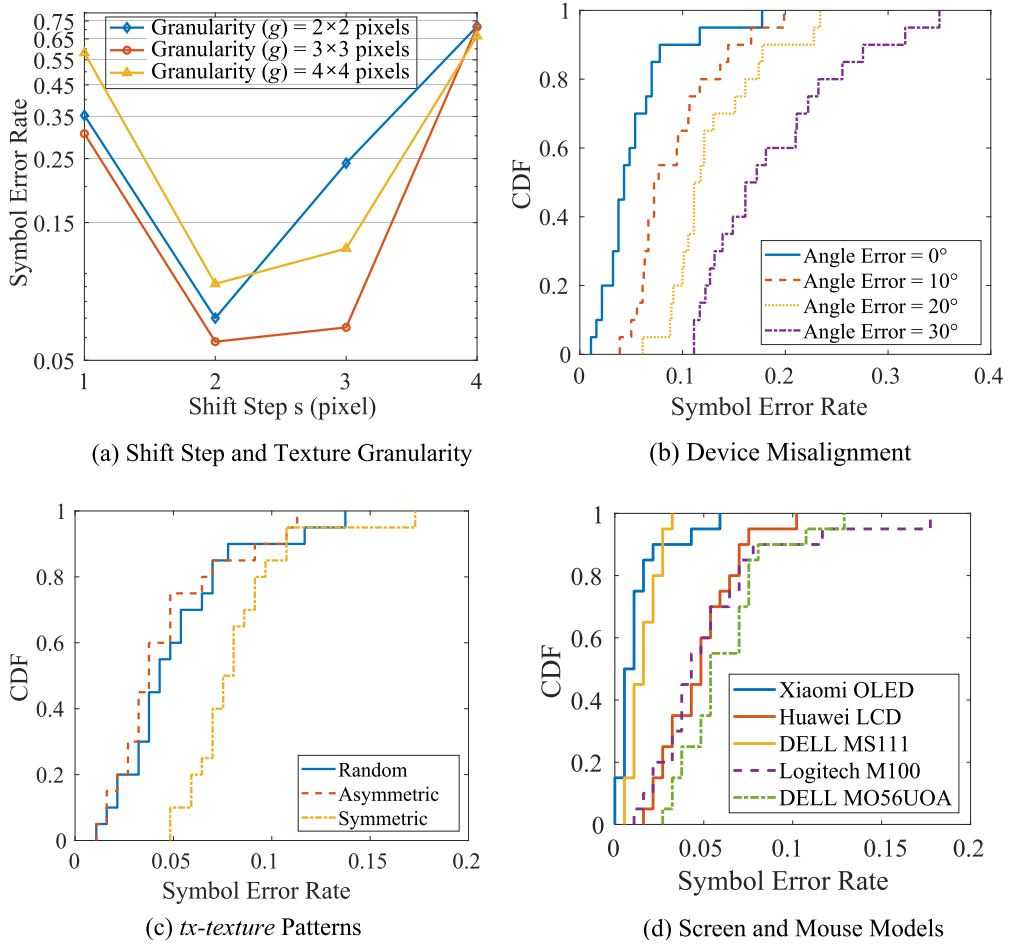 0.75
0.65
0.55
0.45
0.35
0.25
0.15
0.05
Symbol Error Rate
Granularity (g) = 2×2 pixels
Granularity (g) = 3×3 pixels
Granularity (g) = 4×4 pixels
1 2 3 4
Shift Step s (pixel)
(a) Shift Step and Texture Granularity
1
0.8
0.6
0.4
0.2
0
CDF
Angle Error = 0°
Angle Error = 10°
Angle Error = 20°
Angle Error = 30°
0 0.1 0.2 0.3 0.4
Symbol Error Rate
(b) Device Misalignment
1
0.8
0.6
0.4
0.2
0
CDF
Random
Asymmetric
Symmetric
0 0.05 0.1 0.15 0.2
Symbol Error Rate
(c) tx-texture Patterns
1
0.8
0.6
0.4
0.2
0
CDF
Xiaomi OLED
Huawei LCD
DELL MS111
Logitech M100
DELL MO56UOA
0 0.05 0.1 0.15 0.2
Symbol Error Rate
(d) Screen and Mouse Models